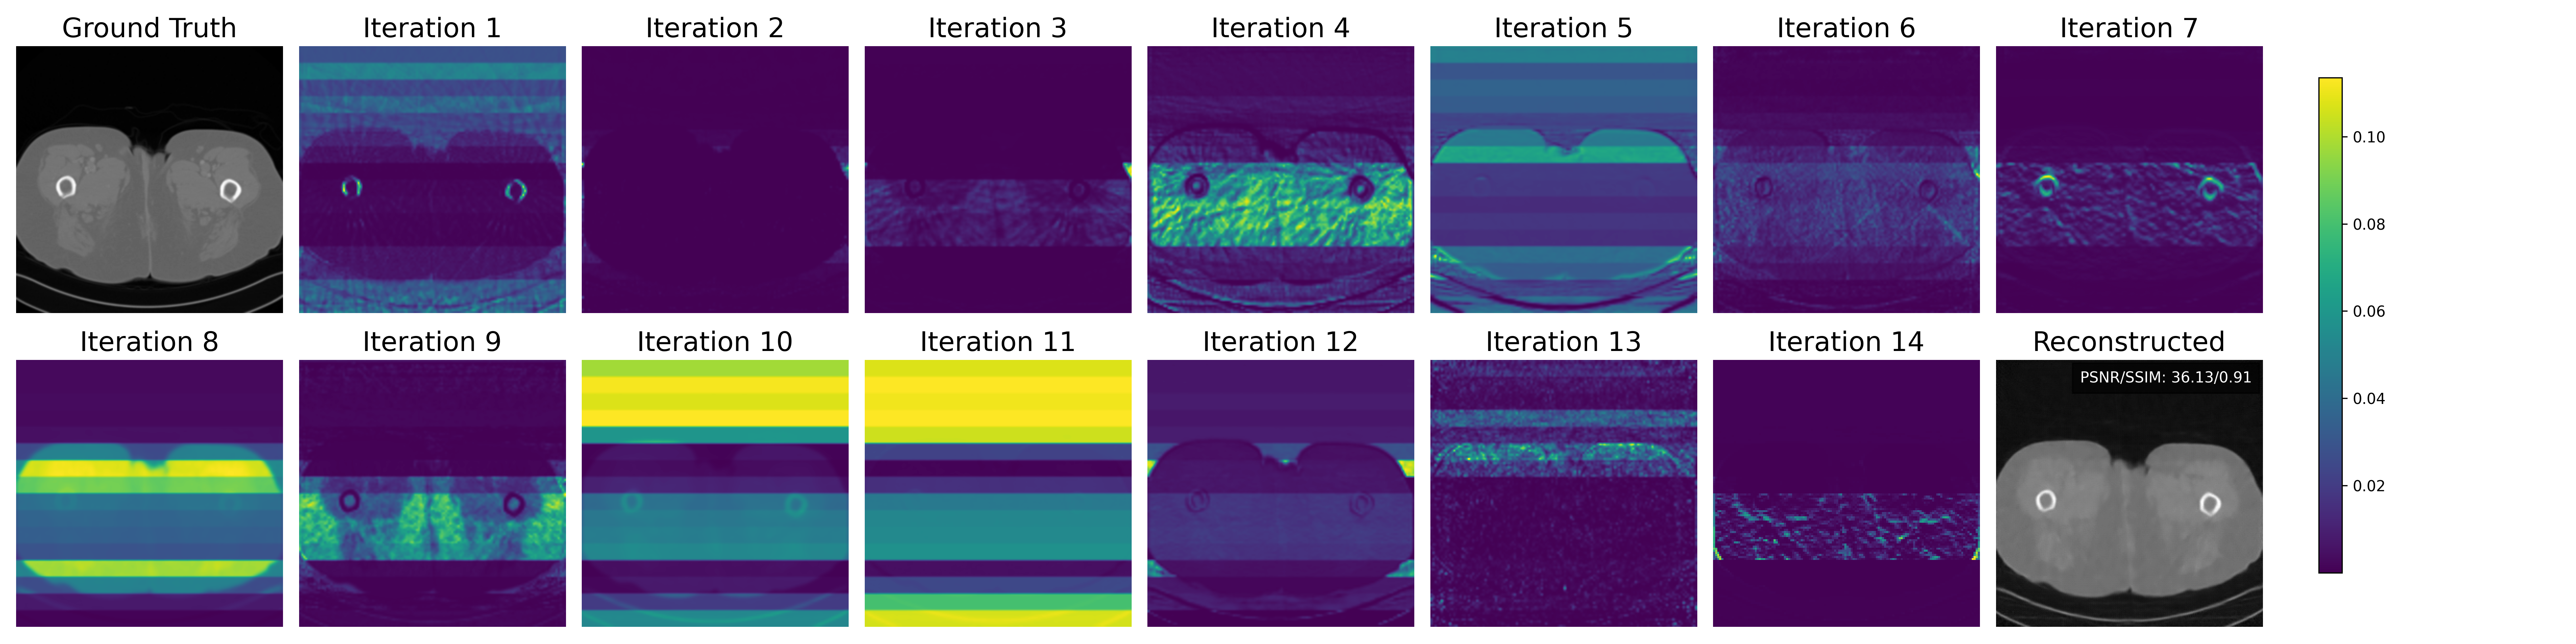 Ground Truth
Iteration 1
Iteration 2
Iteration 3
Iteration 4
Iteration 5
Iteration 6
Iteration 7
Iteration 8
Iteration 9
Iteration 10
Iteration 11
Iteration 12
Iteration 13
Iteration 14
Reconstructed
PSNR/SSIM: 36.13/0.91
0.10
0.08
0.06
0.04
0.02